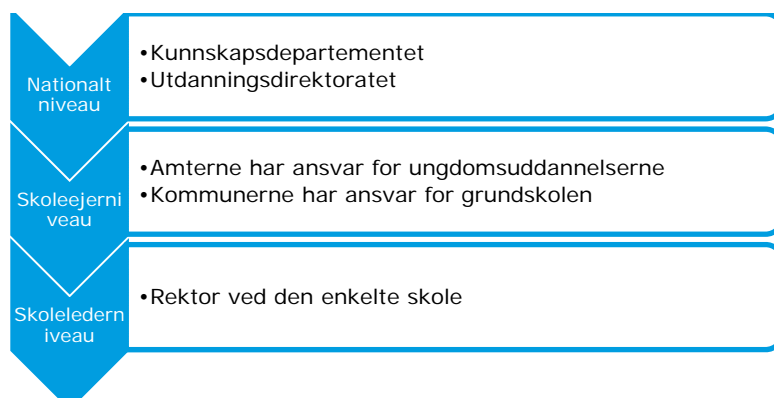 Nationalt
niveau
•Kunnskapsdepartementet
•Utdanningsdirektoratet
Skoleejerni
veau
•Amterne har ansvar for ungdomsuddannelserne
•Kommunerne har ansvar for grundskolen
Skoleledern
iveau
•Rektor ved den enkelte skole